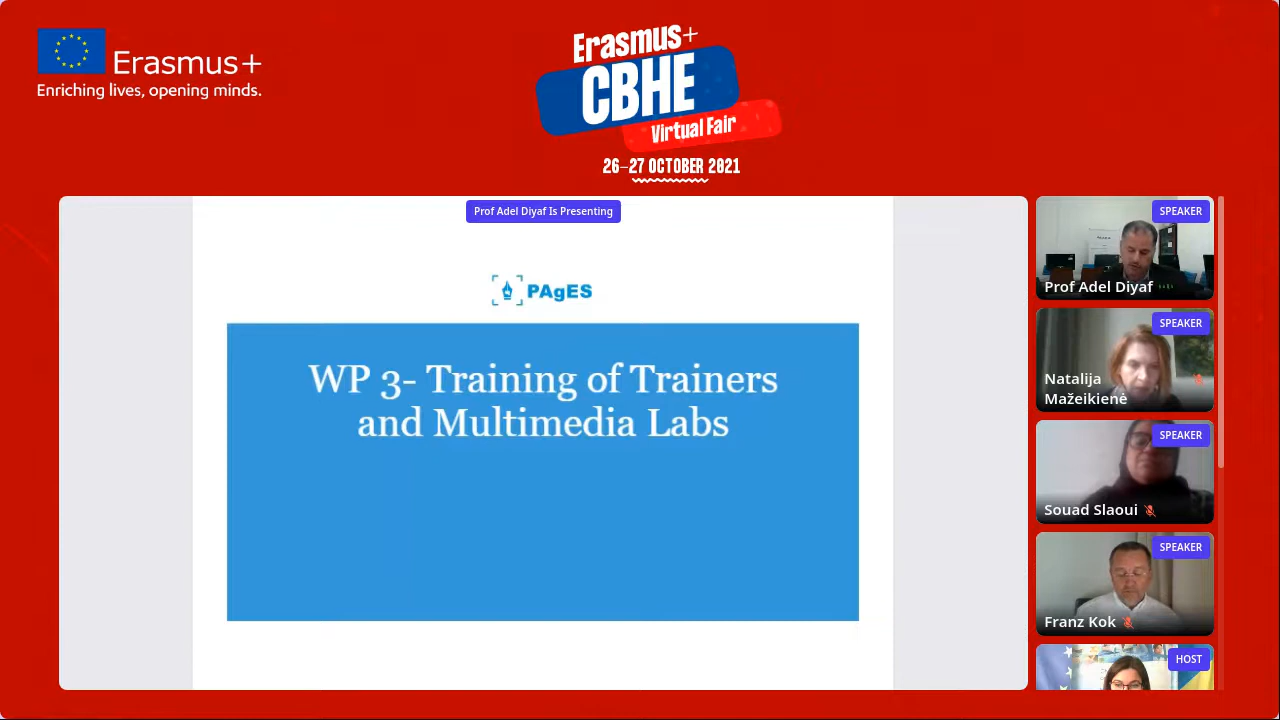 Erasmus+
Enriching lives, opening minds.
Erasmus+
CBHE
Virtual Fair
26-27 OCTOBER 2021
Prof Adel Diyaf Is Presenting
PAgES
WP 3- Training of Trainers
and Multimedia Labs
SPEAKER
Prof Adel Diyaf
SPEAKER
Natalija
Mažeikienė
SPEAKER
Souad Slaoui
SPEAKER
Franz Kok
HOST